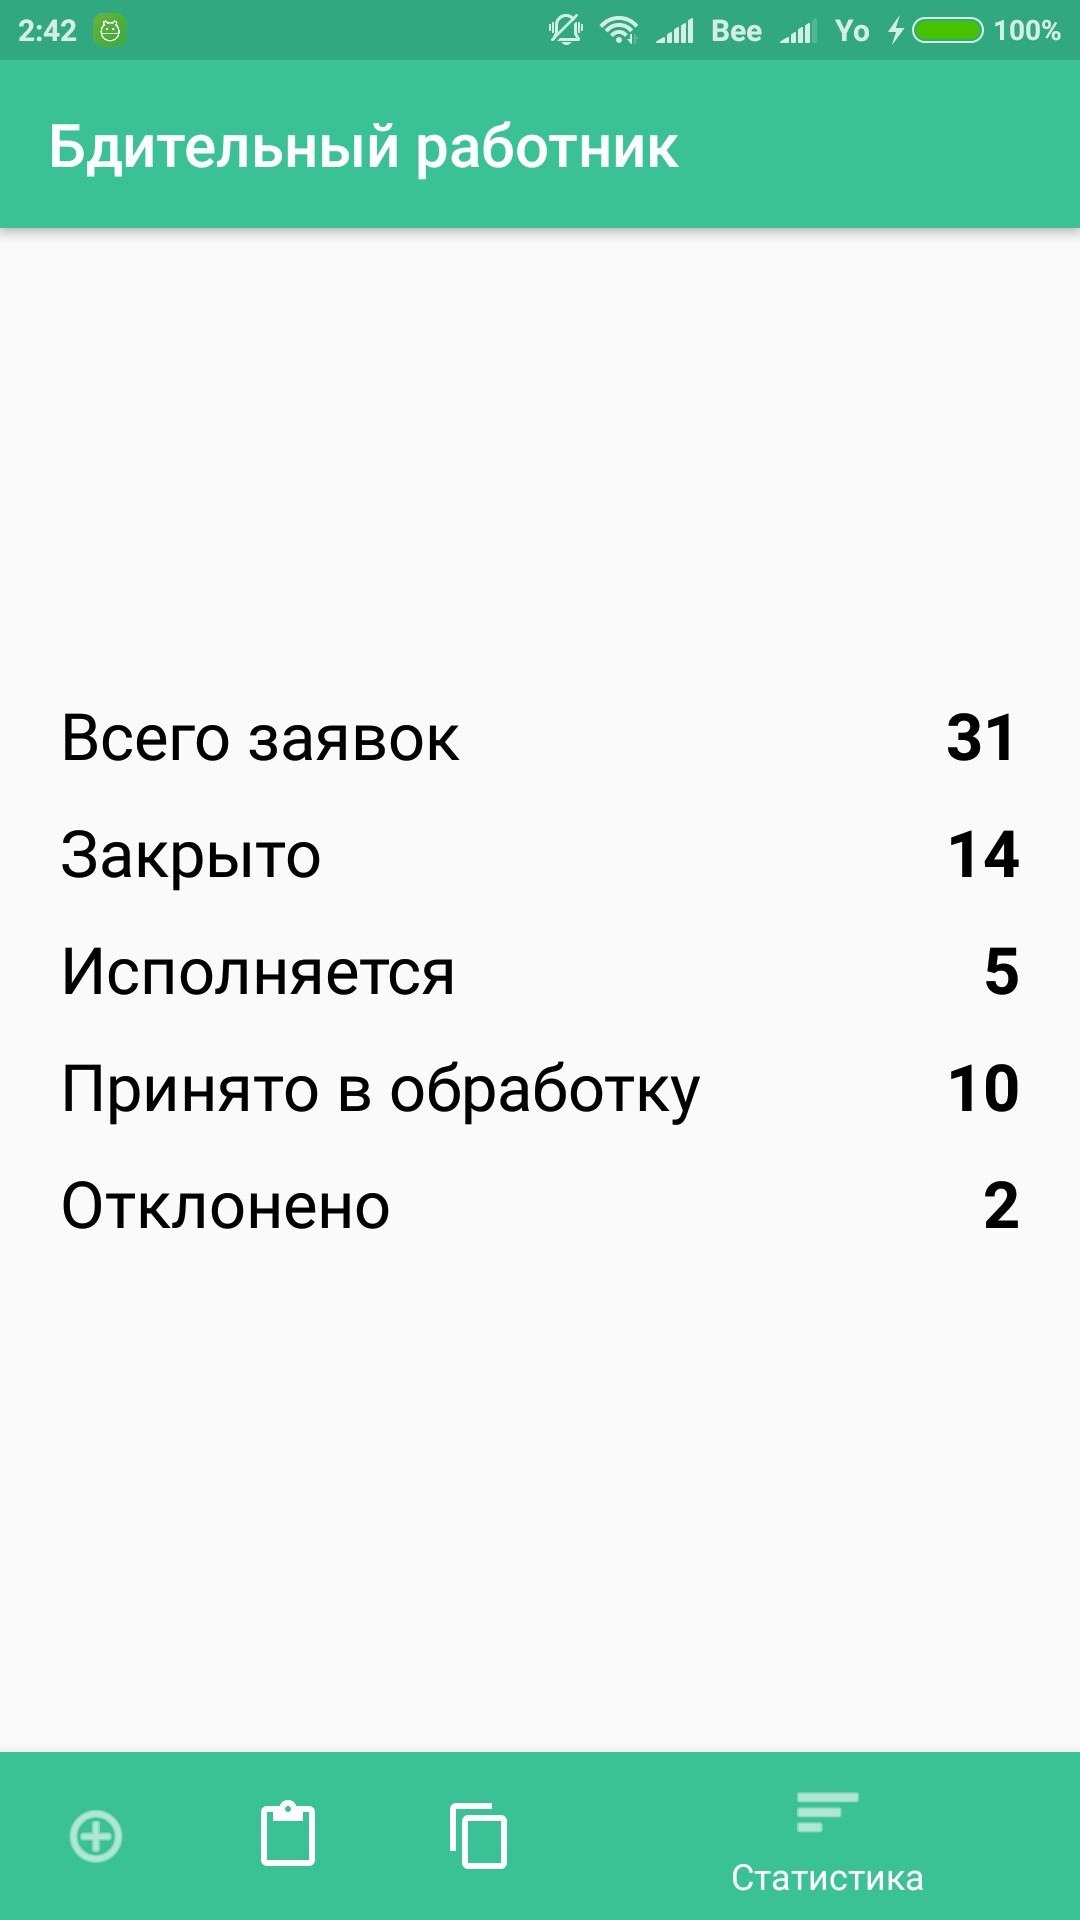 2:42 Bee Yo 100%
Бдительный работник
Всего заявок 31
Закрыто 14
Исполняется 5
Принято в обработку 10
Отклонено 2
Статистика